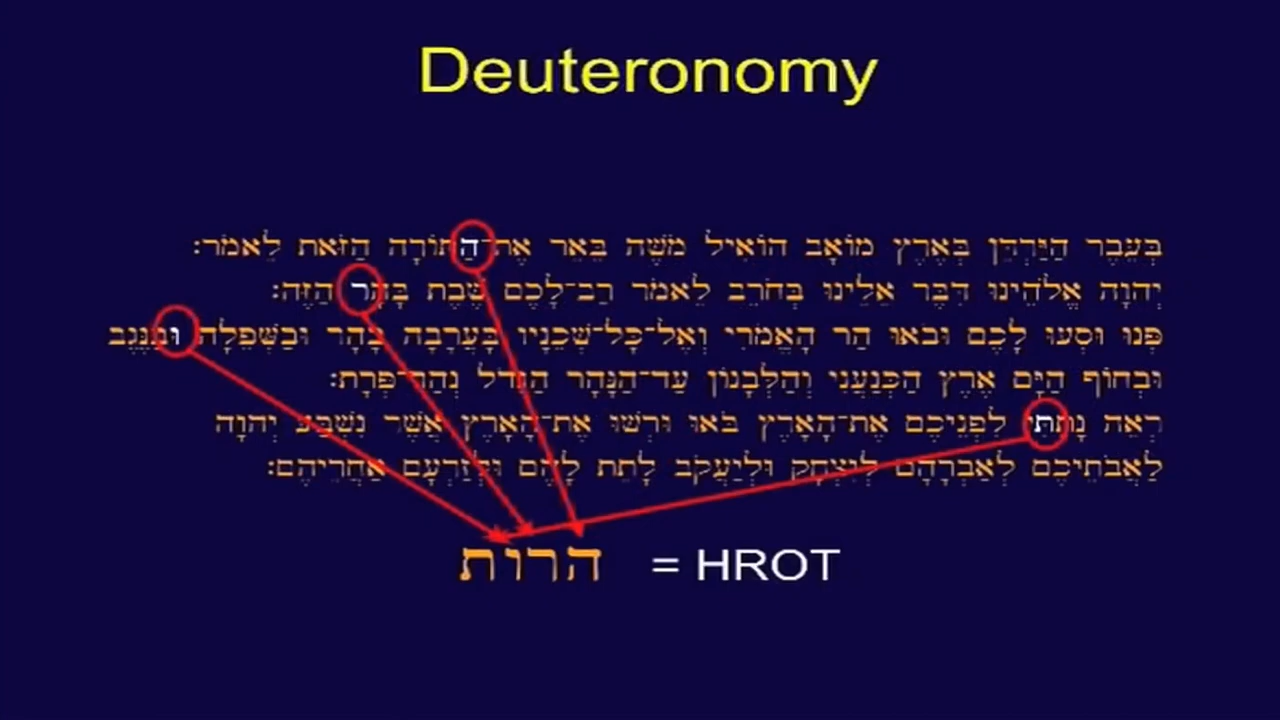 Deuteronomy
בְּעֵבֶר הַיַּרְדֵּן בְּאֶרֶץ מוֹאָב הוֹאִיל מֹשֶׁה בֵּאֵר אֶת־הַתּוֹרָה הַזֹּאת לֵאמֹר׃
יְהוָה אֱלֹהֵינוּ דִּבֶּר אֵלֵינוּ בְּחֹרֵב לֵאמֹר רַב־לָכֶם שֶׁבֶת בָּהָר הַזֶּה׃
פְּנוּ וּסְעוּ לָכֶם וּבֹאוּ הַר הָאֱמֹרִי וְאֶל־כָּל־שְׁכֵנָיו בָּעֲרָבָה בָהָר וּבַשְּׁפֵלָה וּבַנֶּגֶב
וּבְחוֹף הַיָּם אֶרֶץ הַכְּנַעֲנִי וְהַלְּבָנוֹן עַד־הַנָּהָר הַגָּדֹל נְהַר־פְּרָת׃
רְאֵה נָתַתִּי לִפְנֵיכֶם אֶת־הָאָרֶץ בֹּאוּ וּרְשׁוּ אֶת־הָאָרֶץ אֲשֶׁר נִשְׁבַּע יְהוָה
לַאֲבֹתֵיכֶם לְאַבְרָהָם לְיִצְחָק וּלְיַעֲקֹב לָתֵת לָהֶם וּלְזַרְעָם אַחֲרֵיהֶם׃
הרות = HROT